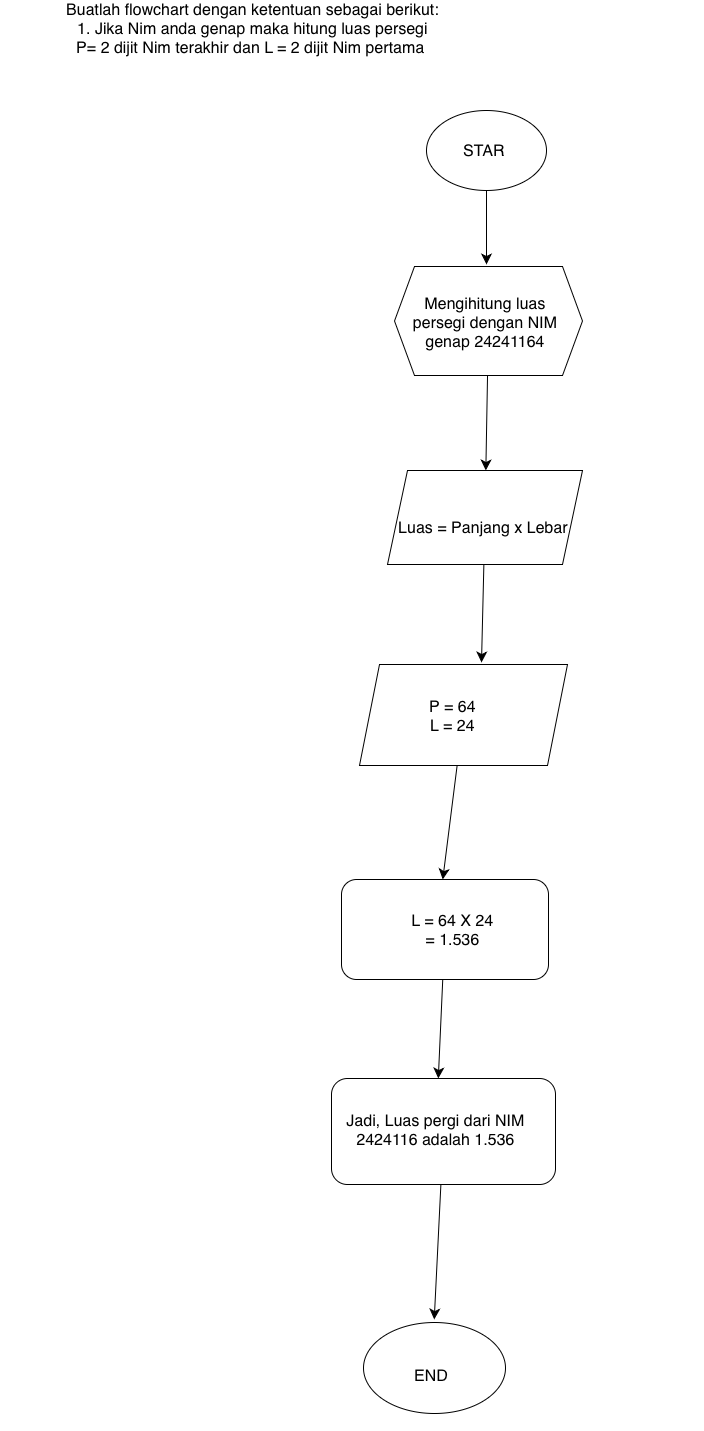 Buatlah flowchart dengan ketentuan sebagai berikut:
1. Jika Nim anda genap maka hitung luas persegi
P= 2 dijit Nim terakhir dan L = 2 dijit Nim pertama
STAR
Mengihitung luas
persegi dengan NIM
genap 24241164
Luas = Panjang x Lebar
P = 64
L = 24
L = 64 X 24
= 1.536
Jadi, Luas pergi dari NIM
2424116 adalah 1.536
END